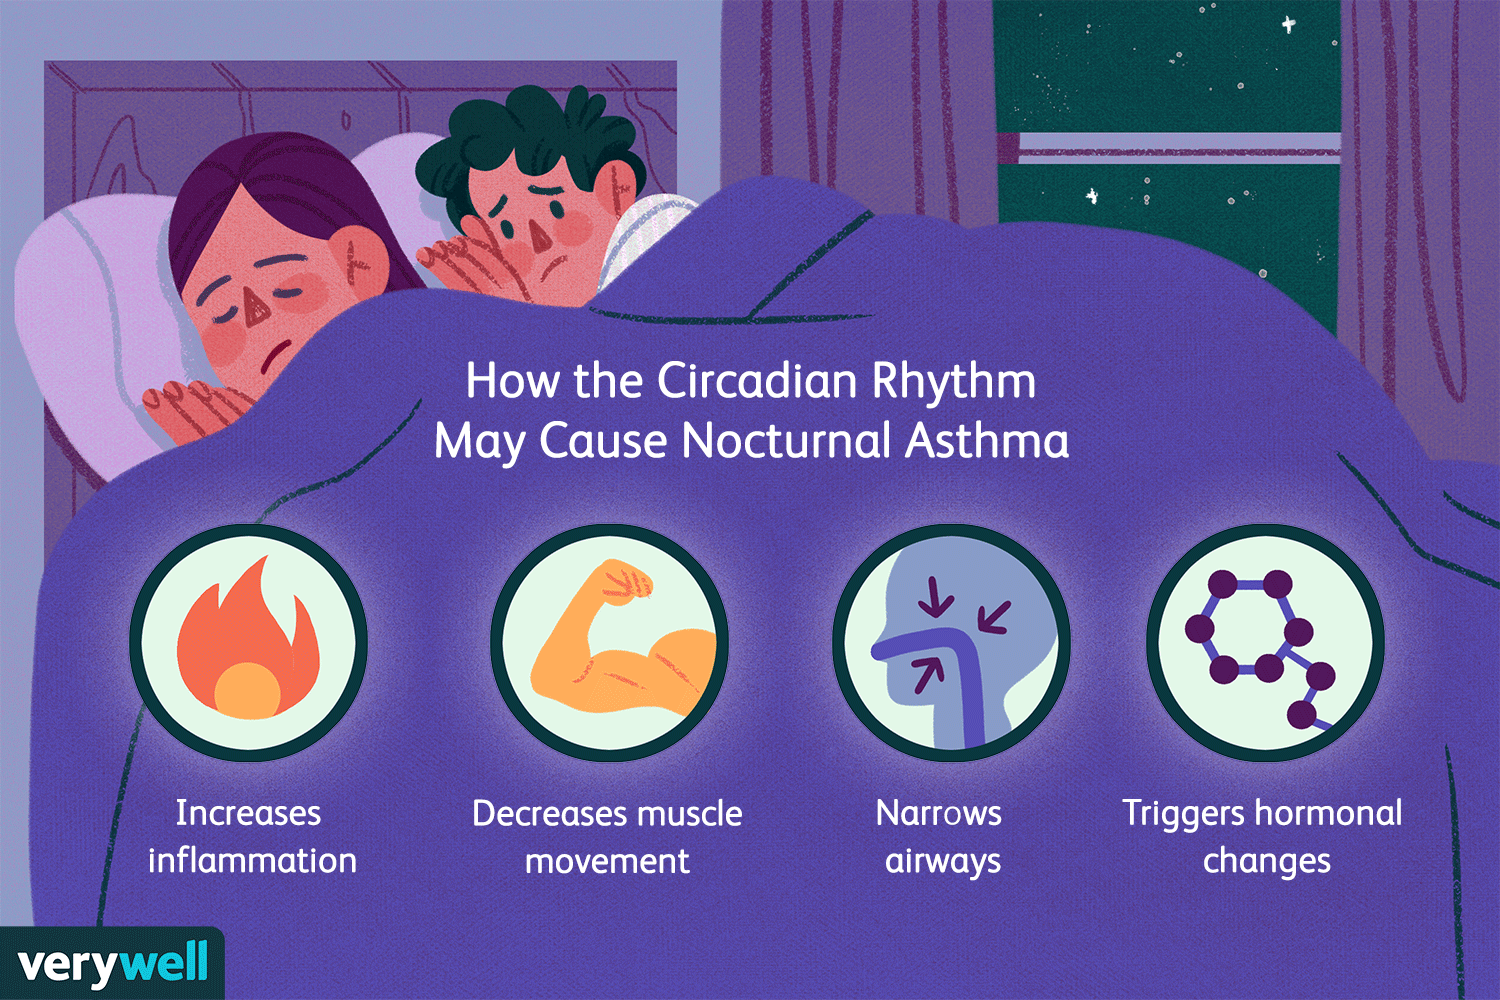 How the Circadian Rhythm
May Cause Nocturnal Asthma
Increases
inflammation
Decreases muscle
movement
Narrows
airways
Triggers hormonal
changes
verywell